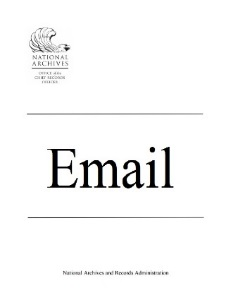 NATIONAL
ARCHIVES
Email
National Archives and Records Administration